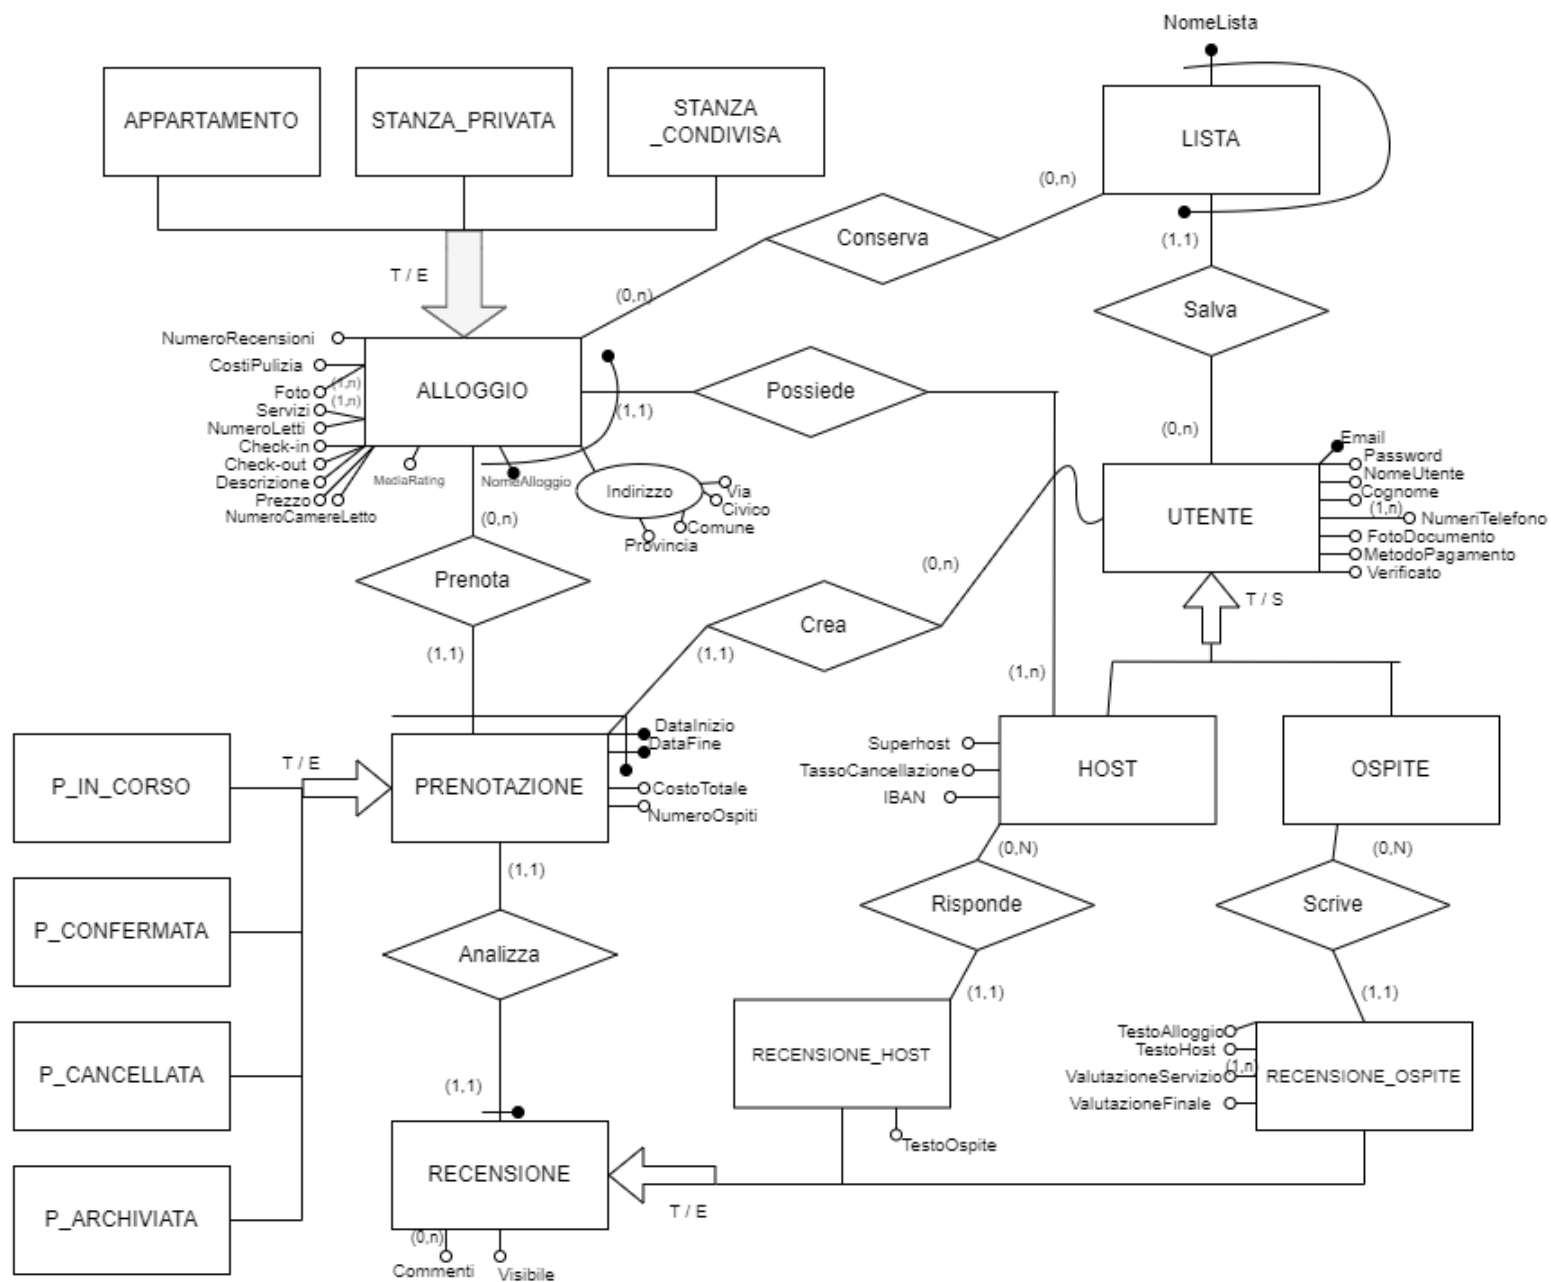 NomeLista
APPARTAMENTO
STANZA_PRIVATA
STANZA
_CONDIVISA
LISTA
(0,n)
Conserva
(1,1)
T / E
(0,n)
Salva
NumeroRecensioni
CostiPulizia
Foto
(1,n)
Servizi
(1,n)
NumeroLetti
Check-in
Check-out
Descrizione
Prezzo
NumeroCamereLetto
ALLOGGIO
MediaRating
NomeAlloggio
(1,1)
Possiede
(0,n)
Indirizzo
Via
Civico
Comune
Provincia
Email
Password
NomeUtente
Cognome
(1,n)
NumeriTelefono
FotoDocumento
MetodoPagamento
Verificato
UTENTE
(0,n)
Prenota
(0,n)
Crea
T / S
(1,1)
(1,1)
(1,n)
DataInizio
DataFine
CostoTotale
NumeroOspiti
P_IN_CORSO
T / E
PRENOTAZIONE
Superhost
TassoCancellazione
IBAN
HOST
OSPITE
(1,1)
(0,N)
(0,N)
P_CONFERMATA
Analizza
Risponde
Scrive
(1,1)
(1,1)
P_CANCELLATA
(1,1)
RECENSIONE_HOST
TestoOspite
TestoAlloggio
TestoHost
(1,n)
ValutazioneServizio
ValutazioneFinale
RECENSIONE_OSPITE
P_ARCHIVIATA
RECENSIONE
T / E
(0,n)
Commenti
Visibile